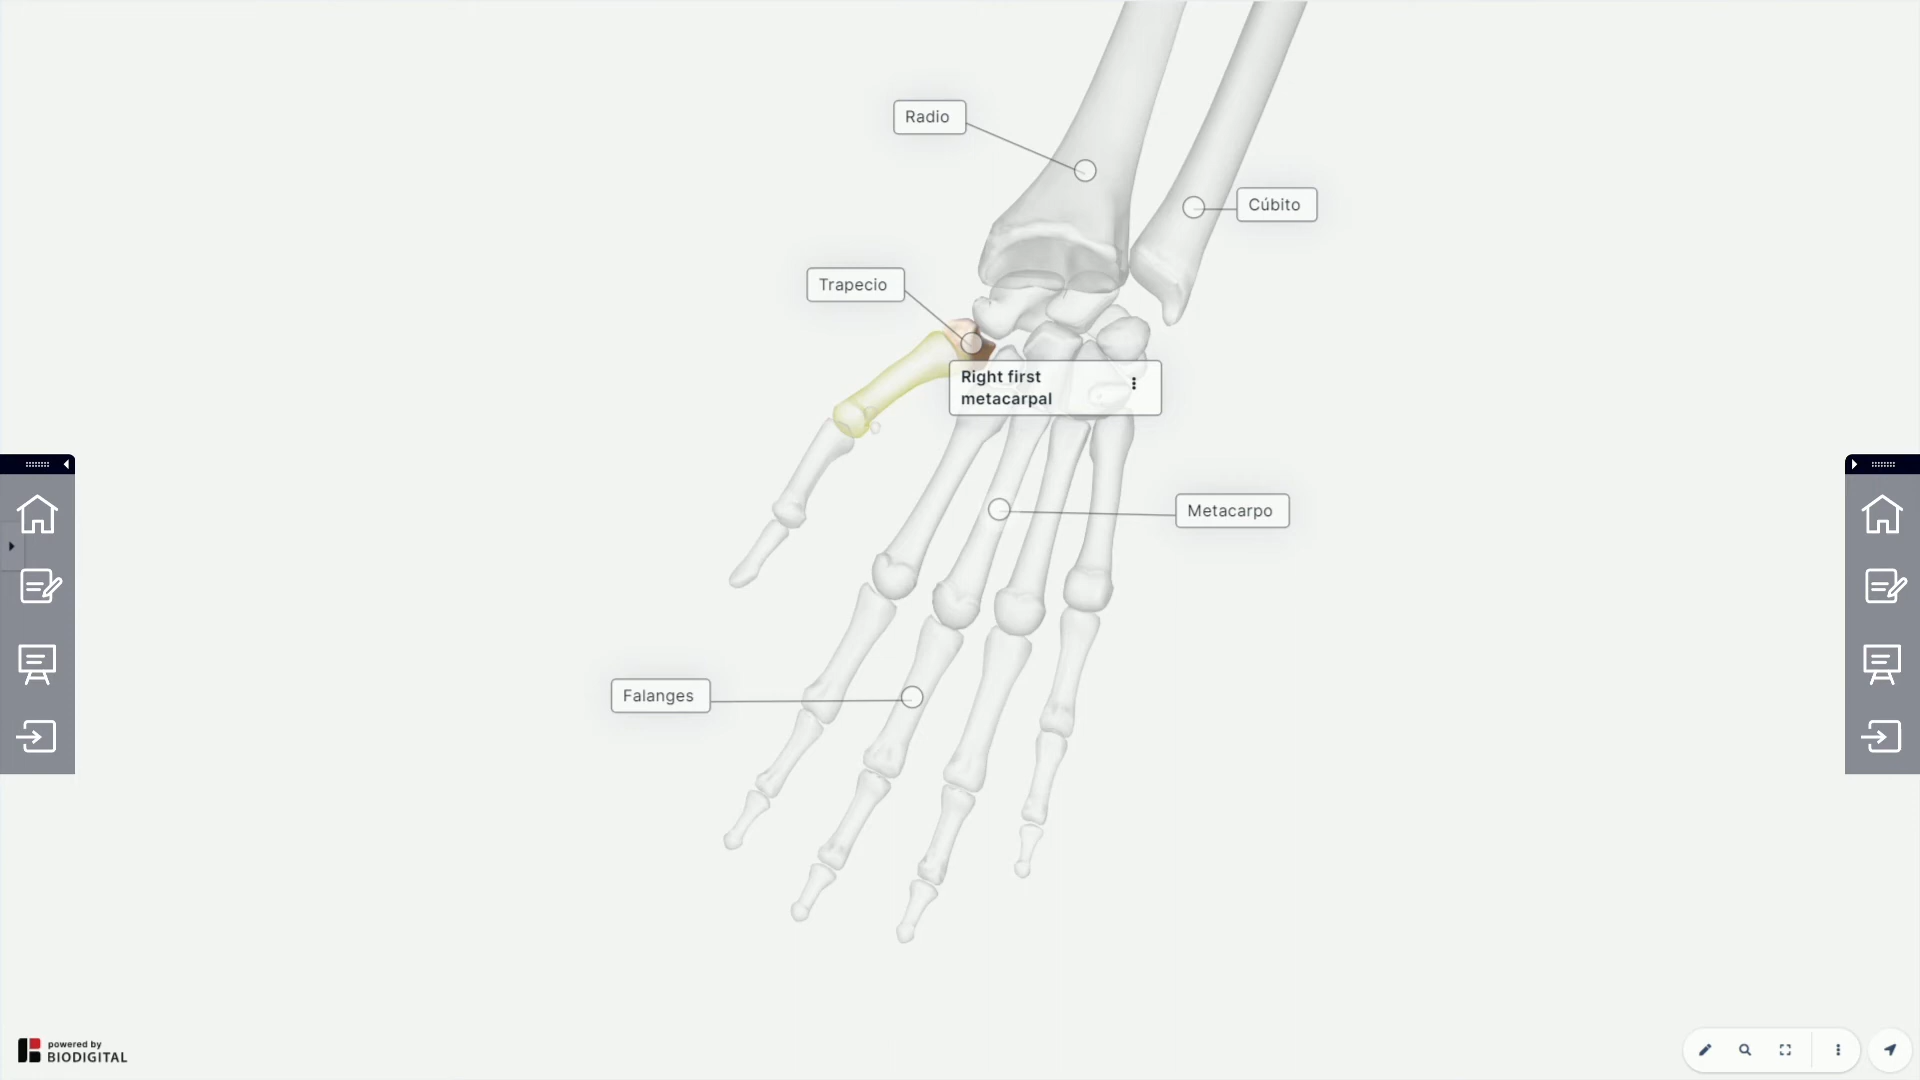 Radio
Cúbito
Trapecio
Right first
metacarpal
Metacarpo
Falanges
powered by
BIODIGITAL